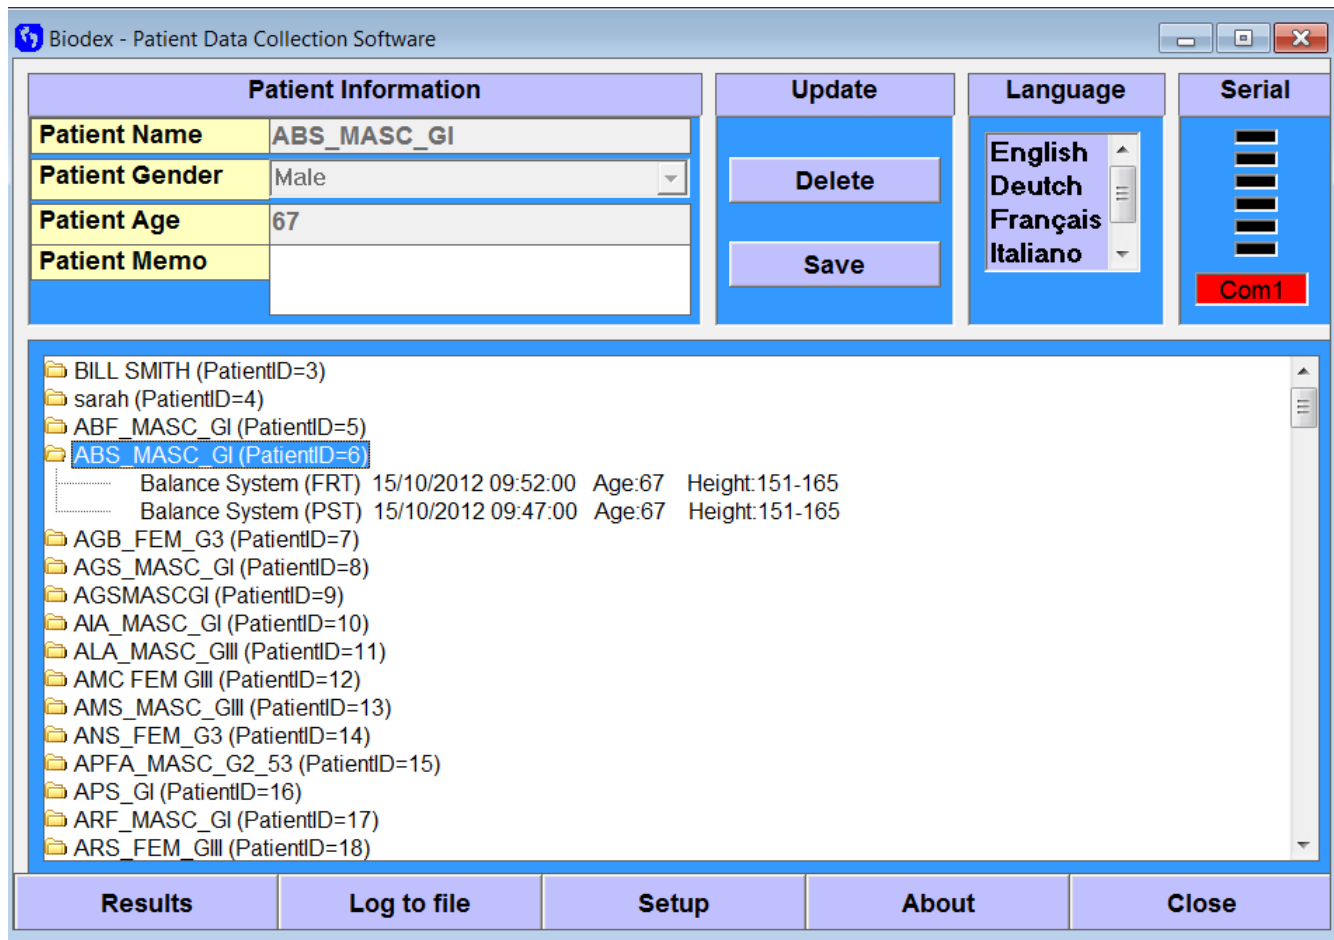 Biodex - Patient Data Collection Software
Patient Information
Update
Language
Serial
Patient Name ABS_MASC_GI
Patient Gender Male
Patient Age 67
Patient Memo
Delete
Save
English
Deutch
Français
Italiano
Com1
BILL SMITH (PatientID=3)
sarah (PatientID=4)
ABF_MASC_GI (PatientID=5)
ABS_MASC_GI (PatientID=6)
Balance System (FRT) 15/10/2012 09:52:00 Age:67 Height:151-165
Balance System (PST) 15/10/2012 09:47:00 Age:67 Height:151-165
AGB_FEM_G3 (PatientID=7)
AGS_MASC_GI (PatientID=8)
AGSMASCGI (PatientID=9)
AIA_MASC_GI (PatientID=10)
ALA_MASC_GIII (PatientID=11)
AMC FEM GIII (PatientID=12)
AMS_MASC_GIII (PatientID=13)
ANS_FEM_G3 (PatientID=14)
APFA_MASC_G2_53 (PatientID=15)
APS_GI (PatientID=16)
ARF_MASC_GI (PatientID=17)
ARS_FEM_GIII (PatientID=18)
Results
Log to file
Setup
About
Close